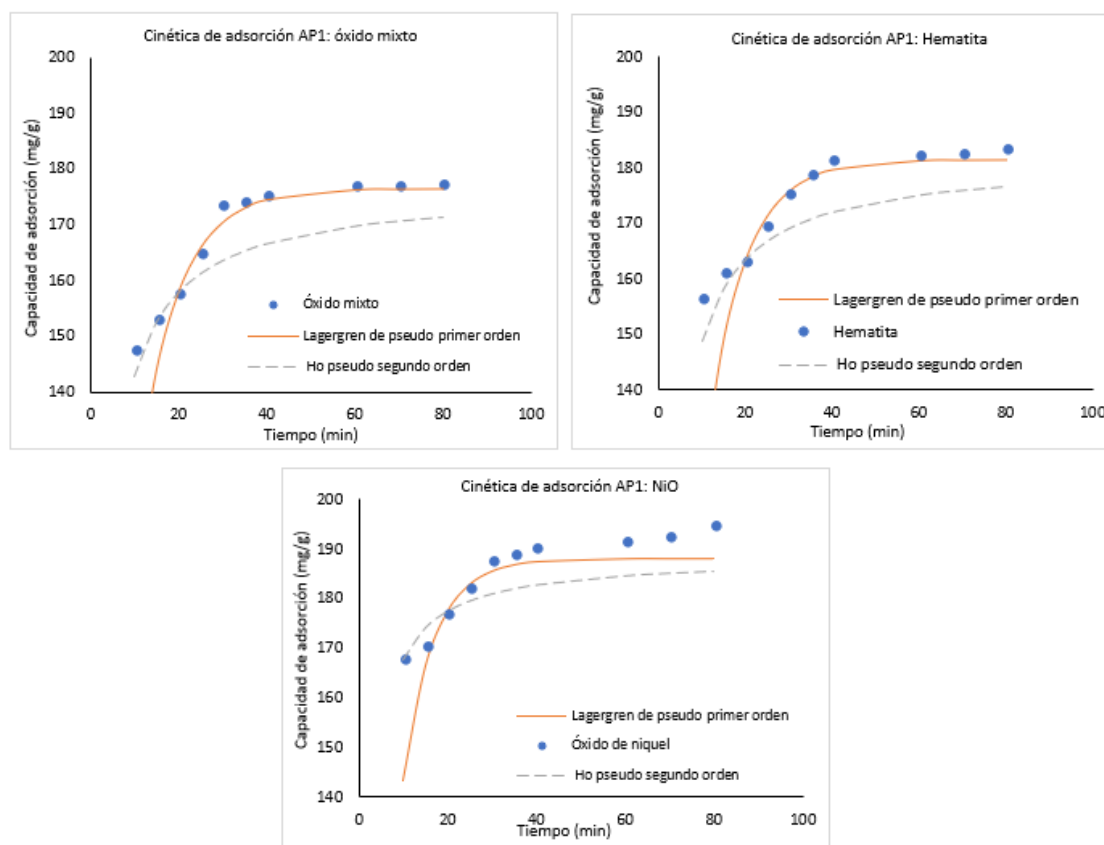 Cinética de adsorción AP1: óxido mixto
Capacidad de adsorción (mg/g)
200
190
180
170
160
150
140
Óxido mixto
Lagergren de pseudo primer orden
Ho pseudo segundo orden
0 20 40 60 80 100
Tiempo (min)
Cinética de adsorción AP1: Hematita
Capacidad de adsorción (mg/g)
200
190
180
170
160
150
140
Lagergren de pseudo primer orden
Hematita
Ho pseudo segundo orden
0 20 40 60 80 100
Tiempo (min)
Cinética de adsorción AP1: NiO
Capacidad de adsorción (mg/g)
200
190
180
170
160
150
140
Lagergren de pseudo primer orden
Óxido de niquel
Ho pseudo segundo orden
0 20 40 60 80 100
Tiempo (min)